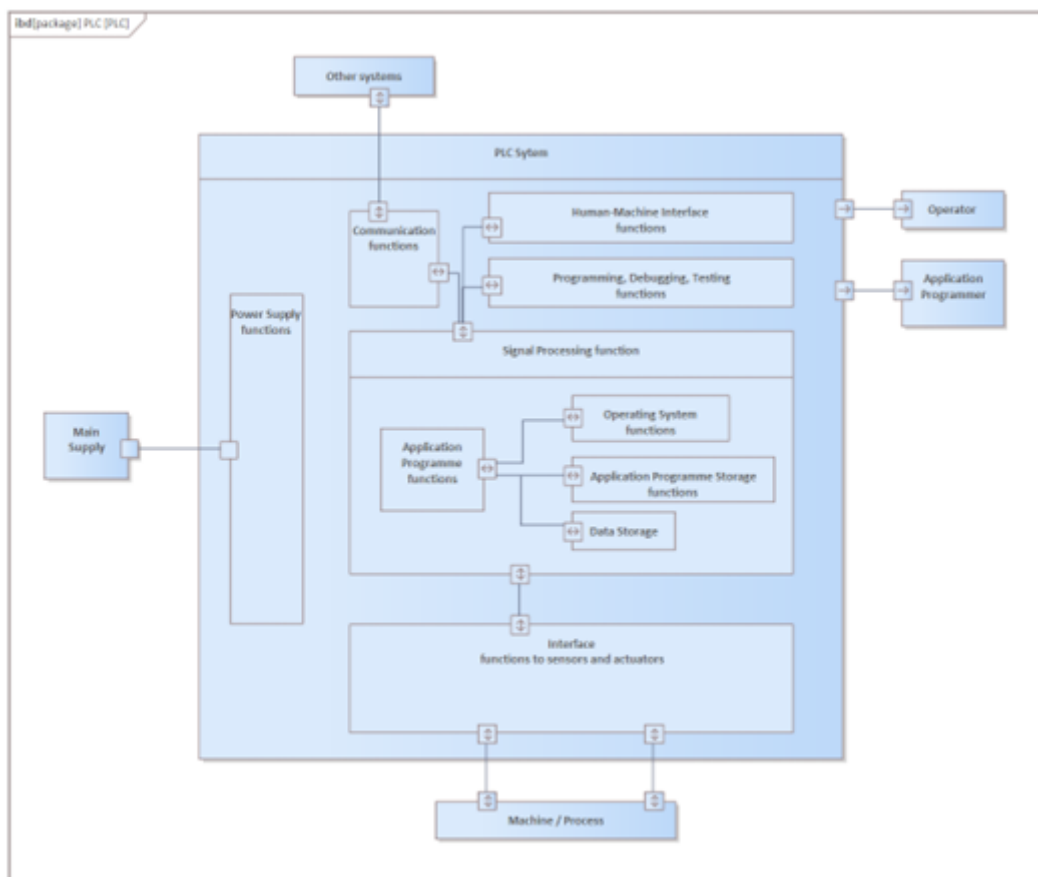 ibd[package] PLC [PLC]
Other systems
PLC Sytem
Communication
functions
Human-Machine Interface
functions
Operator
Programming, Debugging, Testing
functions
Application
Programmer
Power Supply
functions
Signal Processing function
Main
Supply
Application
Programme
functions
Operating System
functions
Application Programme Storage
functions
Data Storage
Interface
functions to sensors and actuators
Machine / Process